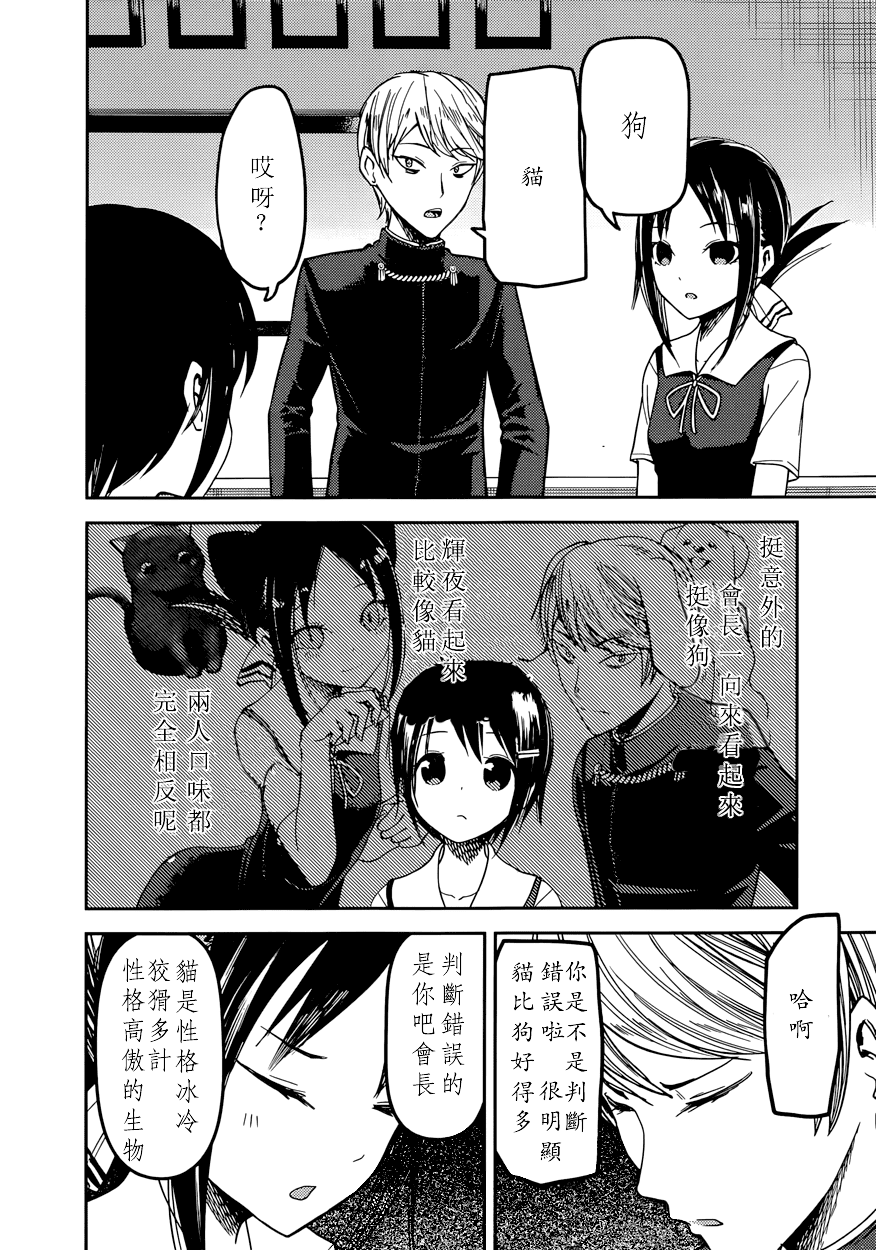 狗
貓
哎呀？
挺意外的
會長一向來看起來
挺像狗
輝夜看起來
比較像貓
兩人口味都
完全相反呢
哈啊
你是不是判斷
錯誤啦 很明顯
貓比狗好得多
判斷錯誤的
是你吧會長
貓是性格冰冷
狡猾多計
性格高傲的生物